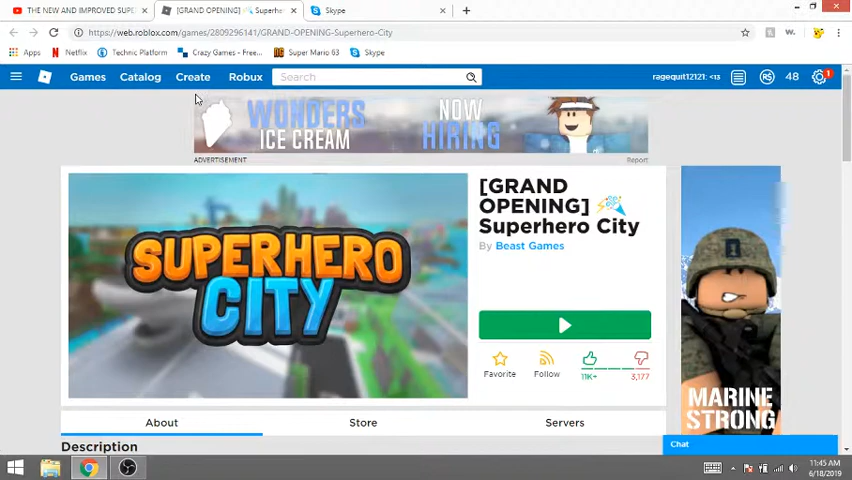 THE NEW AND IMPROVED SUPE
[GRAND OPENING] Superhe
Skype
https://web.roblox.com/games/2809296141/GRAND-OPENING-Superhero-City
Apps Netflix Technic Platform Crazy Games - Free... Super Mario 63 Skype
Games Catalog Create Robux Search ragequit12121: <13 48 1
WONDERS
ICE CREAM
NOW
HIRING
ADVERTISEMENT Report
SUPERHERO
CITY
[GRAND
OPENING]
Superhero City
By Beast Games
Favorite Follow 11K+ 3,177
MARINE
STRONG
About Store Servers
Description
Chat
11:45 AM
6/18/2019